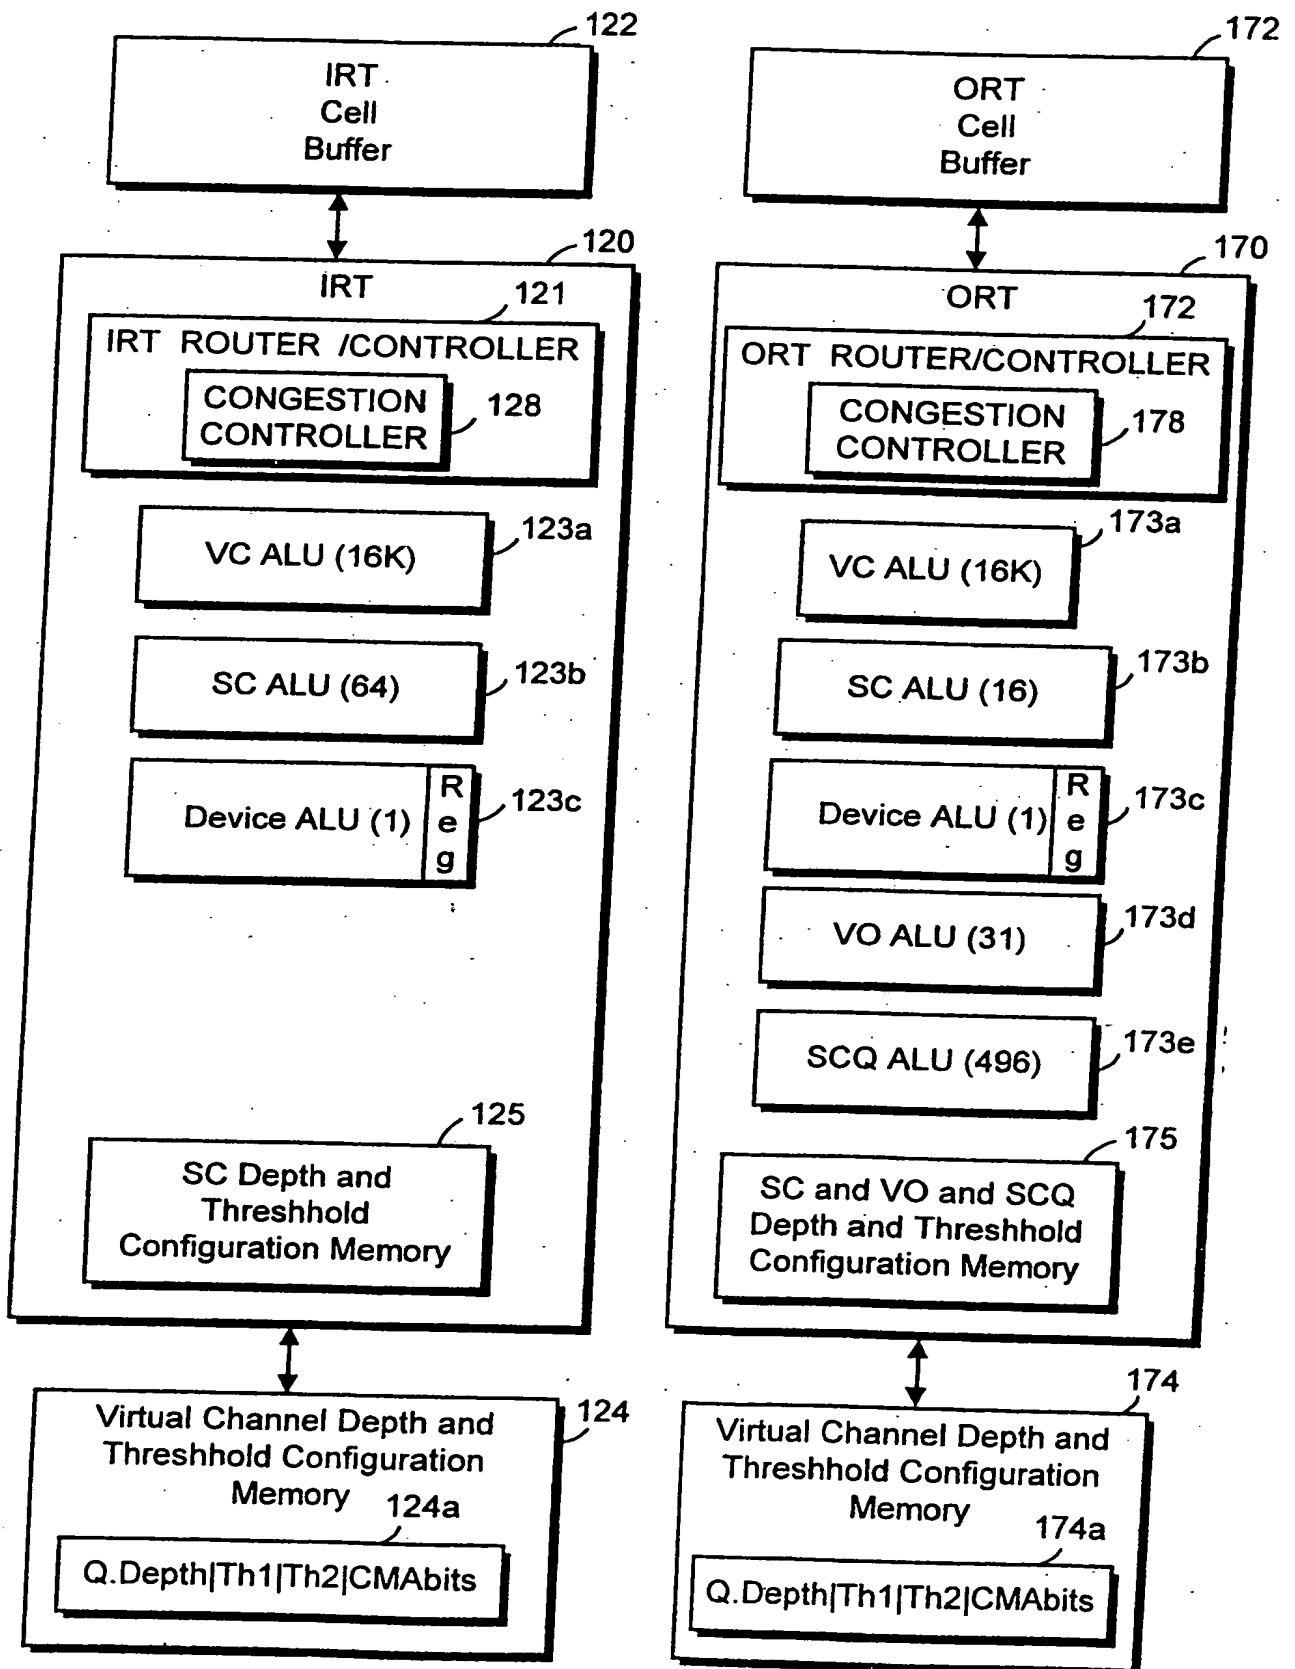 122
IRT
Cell
Buffer
120
IRT
121
IRT ROUTER /CONTROLLER
CONGESTION
CONTROLLER
128
VC ALU (16K)
123a
SC ALU (64)
123b
Device ALU (1)
R
e
g
123c
125
SC Depth and
Threshhold
Configuration Memory
Virtual Channel Depth and
Threshhold Configuration
Memory
124
124a
Q.Depth|Th1|Th2|CMAbits
172
ORT
Cell
Buffer
170
ORT
172
ORT ROUTER/CONTROLLER
CONGESTION
CONTROLLER
178
173a
VC ALU (16K)
173b
SC ALU (16)
Device ALU (1)
R
e
g
173c
VO ALU (31)
173d
SCQ ALU (496)
173e
175
SC and VO and SCQ
Depth and Threshhold
Configuration Memory
174
Virtual Channel Depth and
Threshhold Configuration
Memory
174a
Q.Depth|Th1|Th2|CMAbits